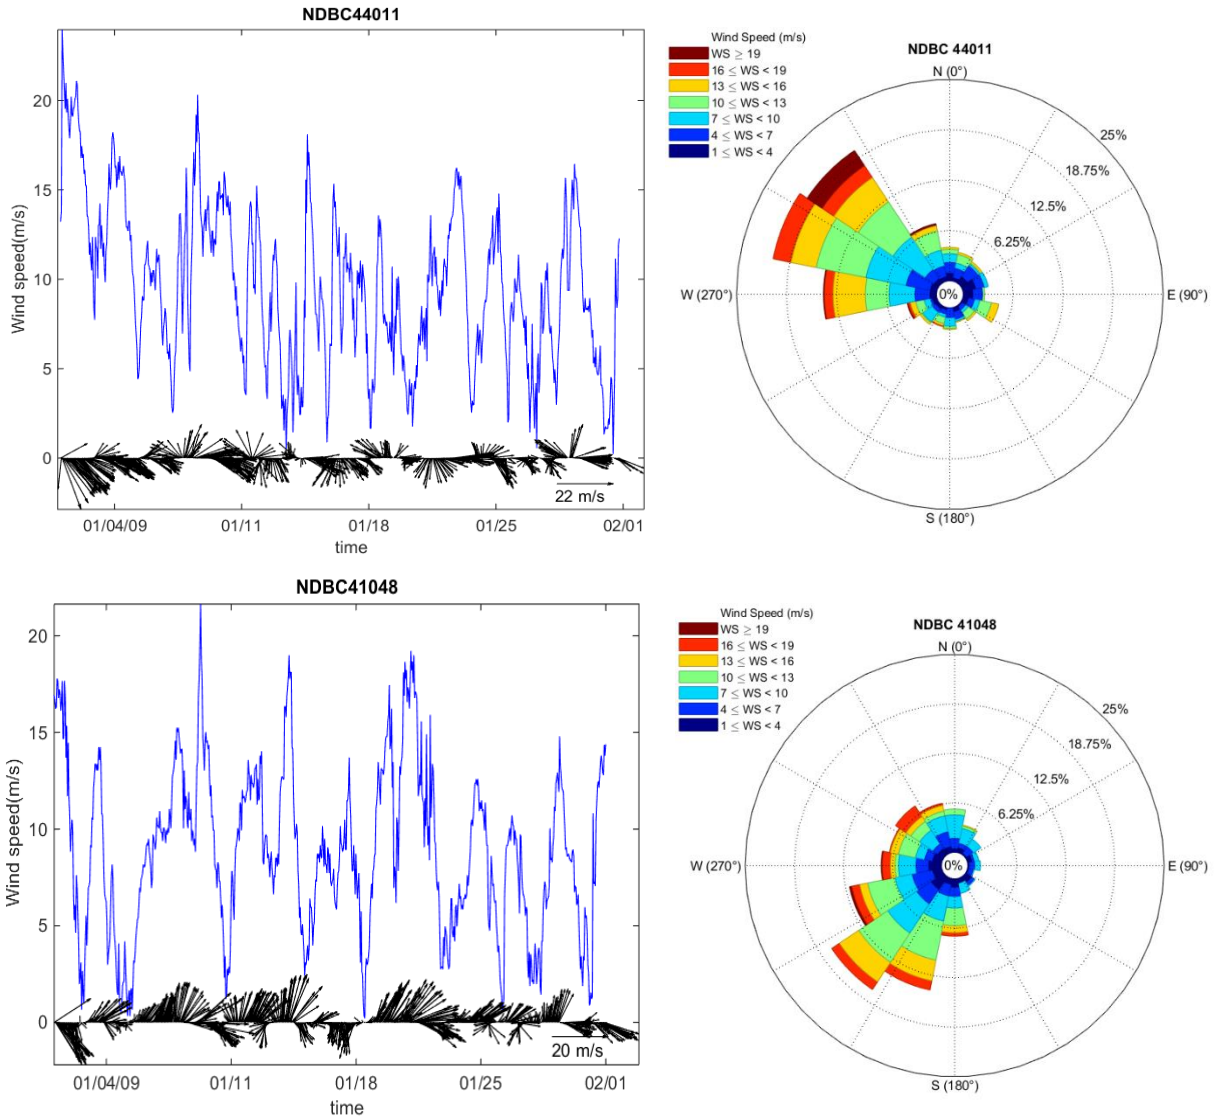 NDBC44011
20
15
10
5
0
Wind speed(m/s)
22 m/s
01/04/09 01/11 01/18 01/25 02/01
time
Wind Speed (m/s)
WS ≥ 19
16 ≤ WS < 19
13 ≤ WS < 16
10 ≤ WS < 13
7 ≤ WS < 10
4 ≤ WS < 7
1 ≤ WS < 4
NDBC 44011
N (0°)
25%
18.75%
12.5%
6.25%
W (270°) 0% E (90°)
S (180°)
NDBC41048
20
15
10
5
0
Wind speed(m/s)
20 m/s
01/04/09 01/11 01/18 01/25 02/01
time
Wind Speed (m/s)
WS ≥ 19
16 ≤ WS < 19
13 ≤ WS < 16
10 ≤ WS < 13
7 ≤ WS < 10
4 ≤ WS < 7
1 ≤ WS < 4
NDBC 41048
N (0°)
25%
18.75%
12.5%
6.25%
W (270°) 0% E (90°)
S (180°)